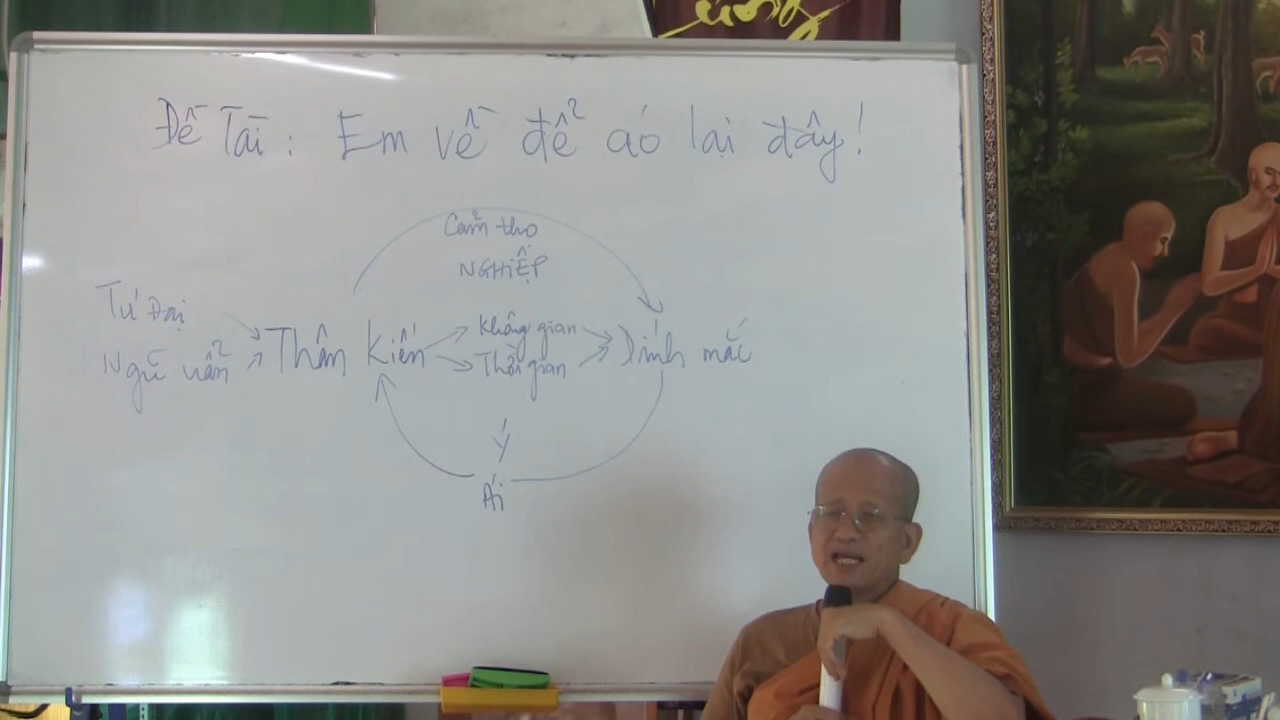 cúng
Đề Tài : Em về để áo lại đây!
Cảm thọ
NGHIỆP
Tứ Đại
Ngũ uẩn
Thân Kiến
Không gian
Thời gian
Dính mắc
Ý
Ái